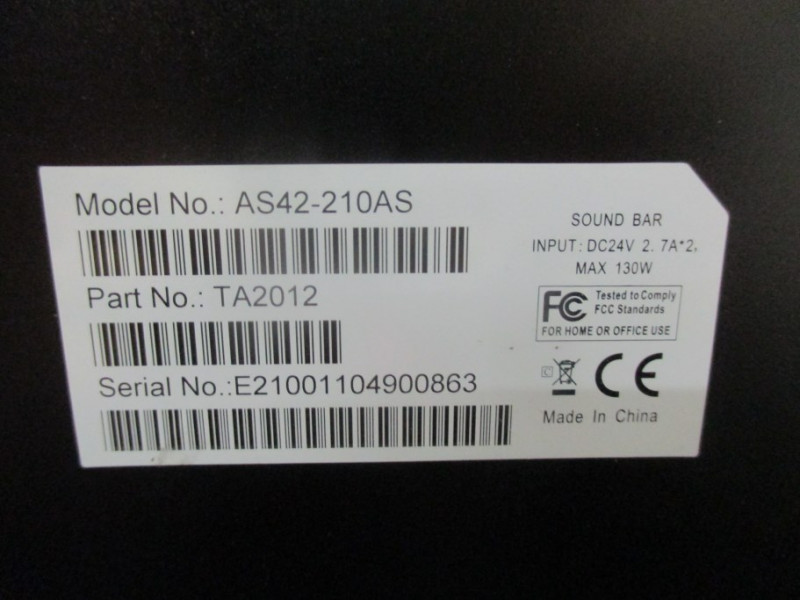 Model No.: AS42-210AS
Part No.: TA2012
Serial No.:E21001104900863
SOUND BAR
INPUT: DC24V 2. 7A*2,
MAX 130W
FC Tested to Comply
FCC Standards
FOR HOME OR OFFICE USE
CE
Made In China